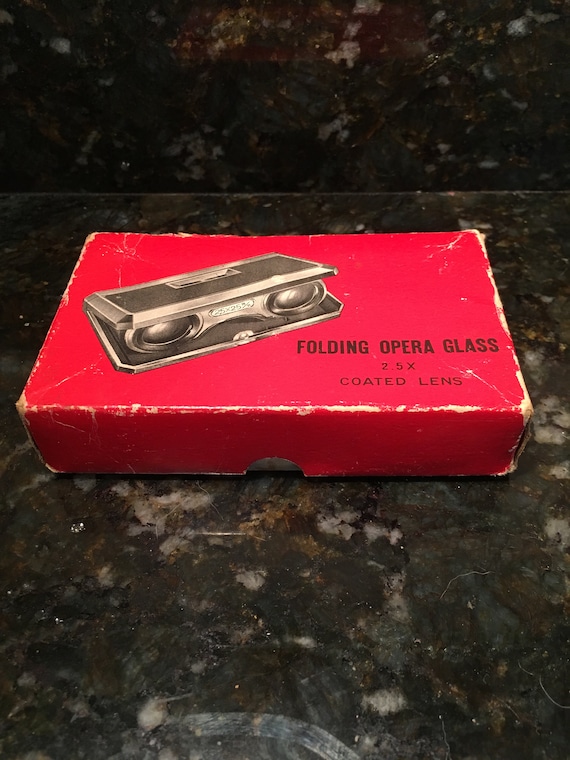 FOLDING OPERA GLASS
2.5X
COATED LENS